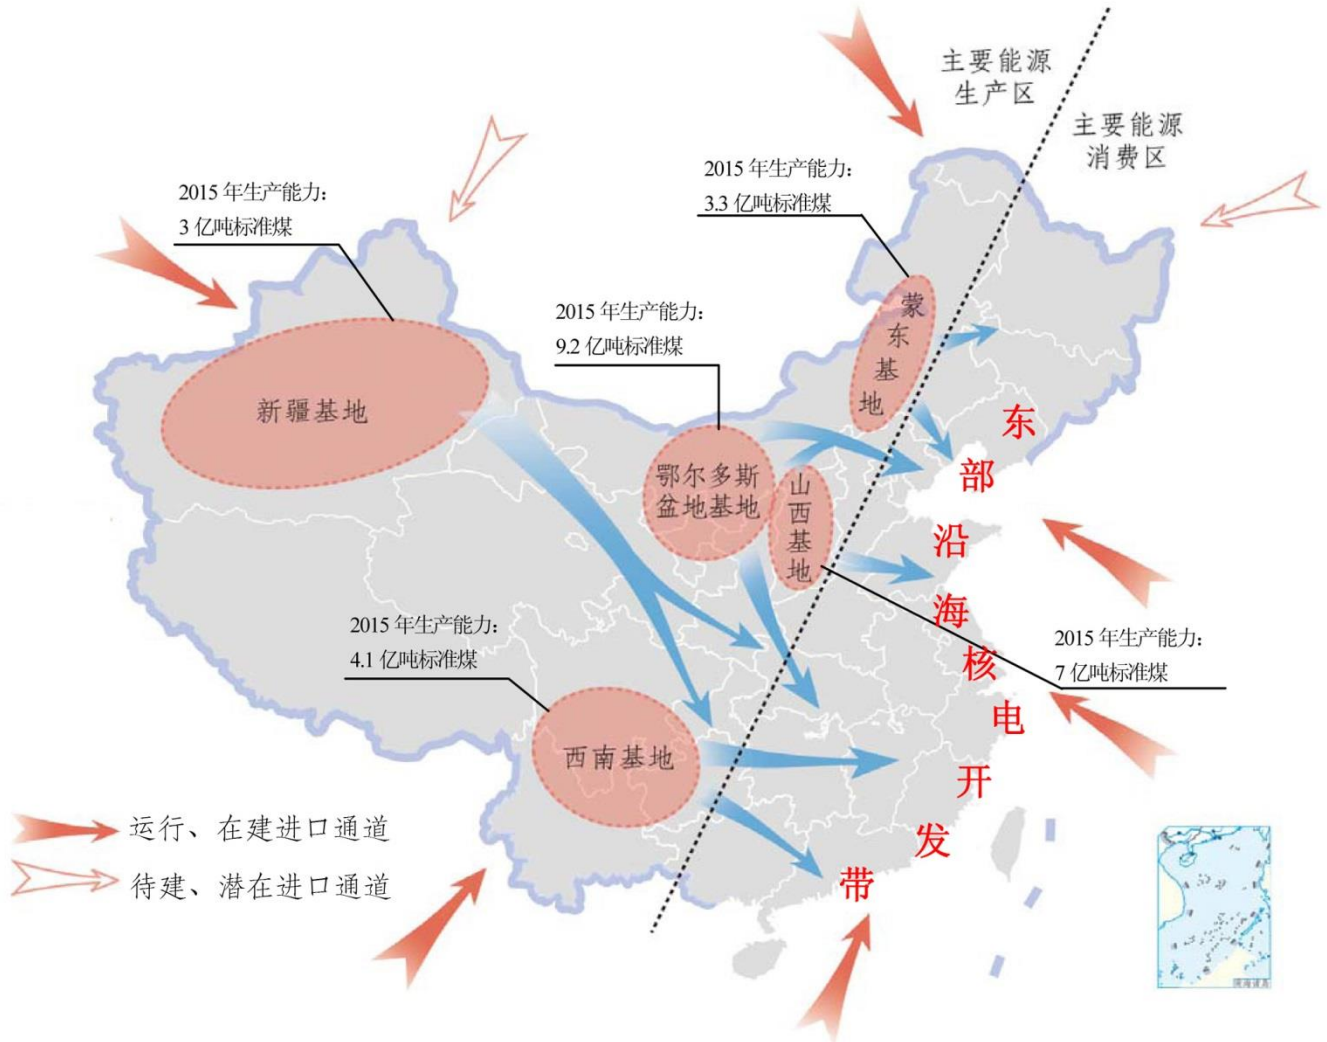 主要能源
生产区
主要能源
消费区
2015 年生产能力：
3.3 亿吨标准煤
2015 年生产能力：
3 亿吨标准煤
2015 年生产能力：
9.2 亿吨标准煤
蒙东基地
新疆基地
鄂尔多斯
盆地基地
山西基地
东部沿海核电开发带
2015 年生产能力：
4.1 亿吨标准煤
2015 年生产能力：
7 亿吨标准煤
西南基地
运行、在建进口通道
待建、潜在进口通道
南海诸岛